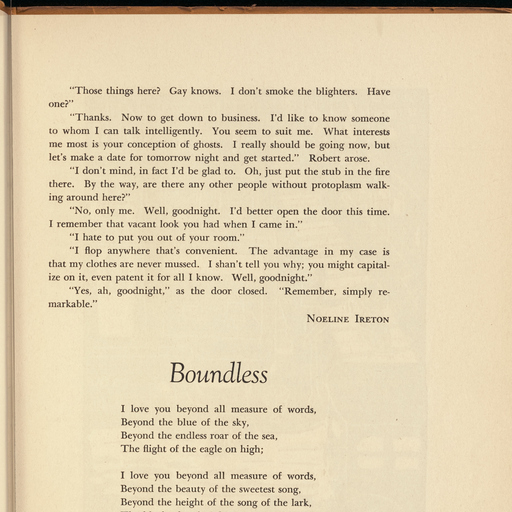 "Those things here? Gay knows. I don't smoke the blighters. Have
one?"
"Thanks. Now to get down to business. I'd like to know someone
to whom I can talk intelligently. You seem to suit me. What interests
me most is your conception of ghosts. I really should be going now, but
let's make a date for tomorrow night and get started." Robert arose.
"I don't mind, in fact I'd be glad to. Oh, just put the stub in the fire
there. By the way, are there any other people without protoplasm walk-
ing around here?"
"No, only me. Well, goodnight. I'd better open the door this time.
I remember that vacant look you had when I came in."
"I hate to put you out of your room."
"I flop anywhere that's convenient. The advantage in my case is
that my clothes are never mussed. I shan't tell you why; you might capital-
ize on it, even patent it for all I know. Well, goodnight."
"Yes, ah, goodnight," as the door closed. "Remember, simply re-
markable."
Noeline Ireton
Boundless
I love you beyond all measure of words,
Beyond the blue of the sky,
Beyond the endless roar of the sea,
The flight of the eagle on high;
I love you beyond all measure of words,
Beyond the beauty of the sweetest song,
Beyond the height of the song of the lark,